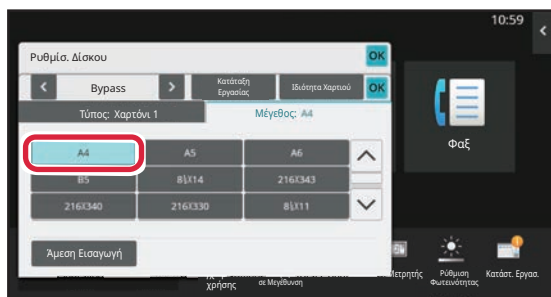 10:59
Ρυθμίσ. Δίσκου
OK
Bypass
Κατάταξη
Εργασίας
Ιδιότητα Χαρτιού
OK
Τύπος: Χαρτόνι 1
Μέγεθος: A4
A4
A5
A6
B5
8½X14
216X343
216X340
216X330
8½X11
Άμεση Εισαγωγή
Φαξ
χρήσης
σε Μεγέθυνση
Μετρητής
Ρύθμιση
Φωτεινότητας
Κατάστ. Εργασ.